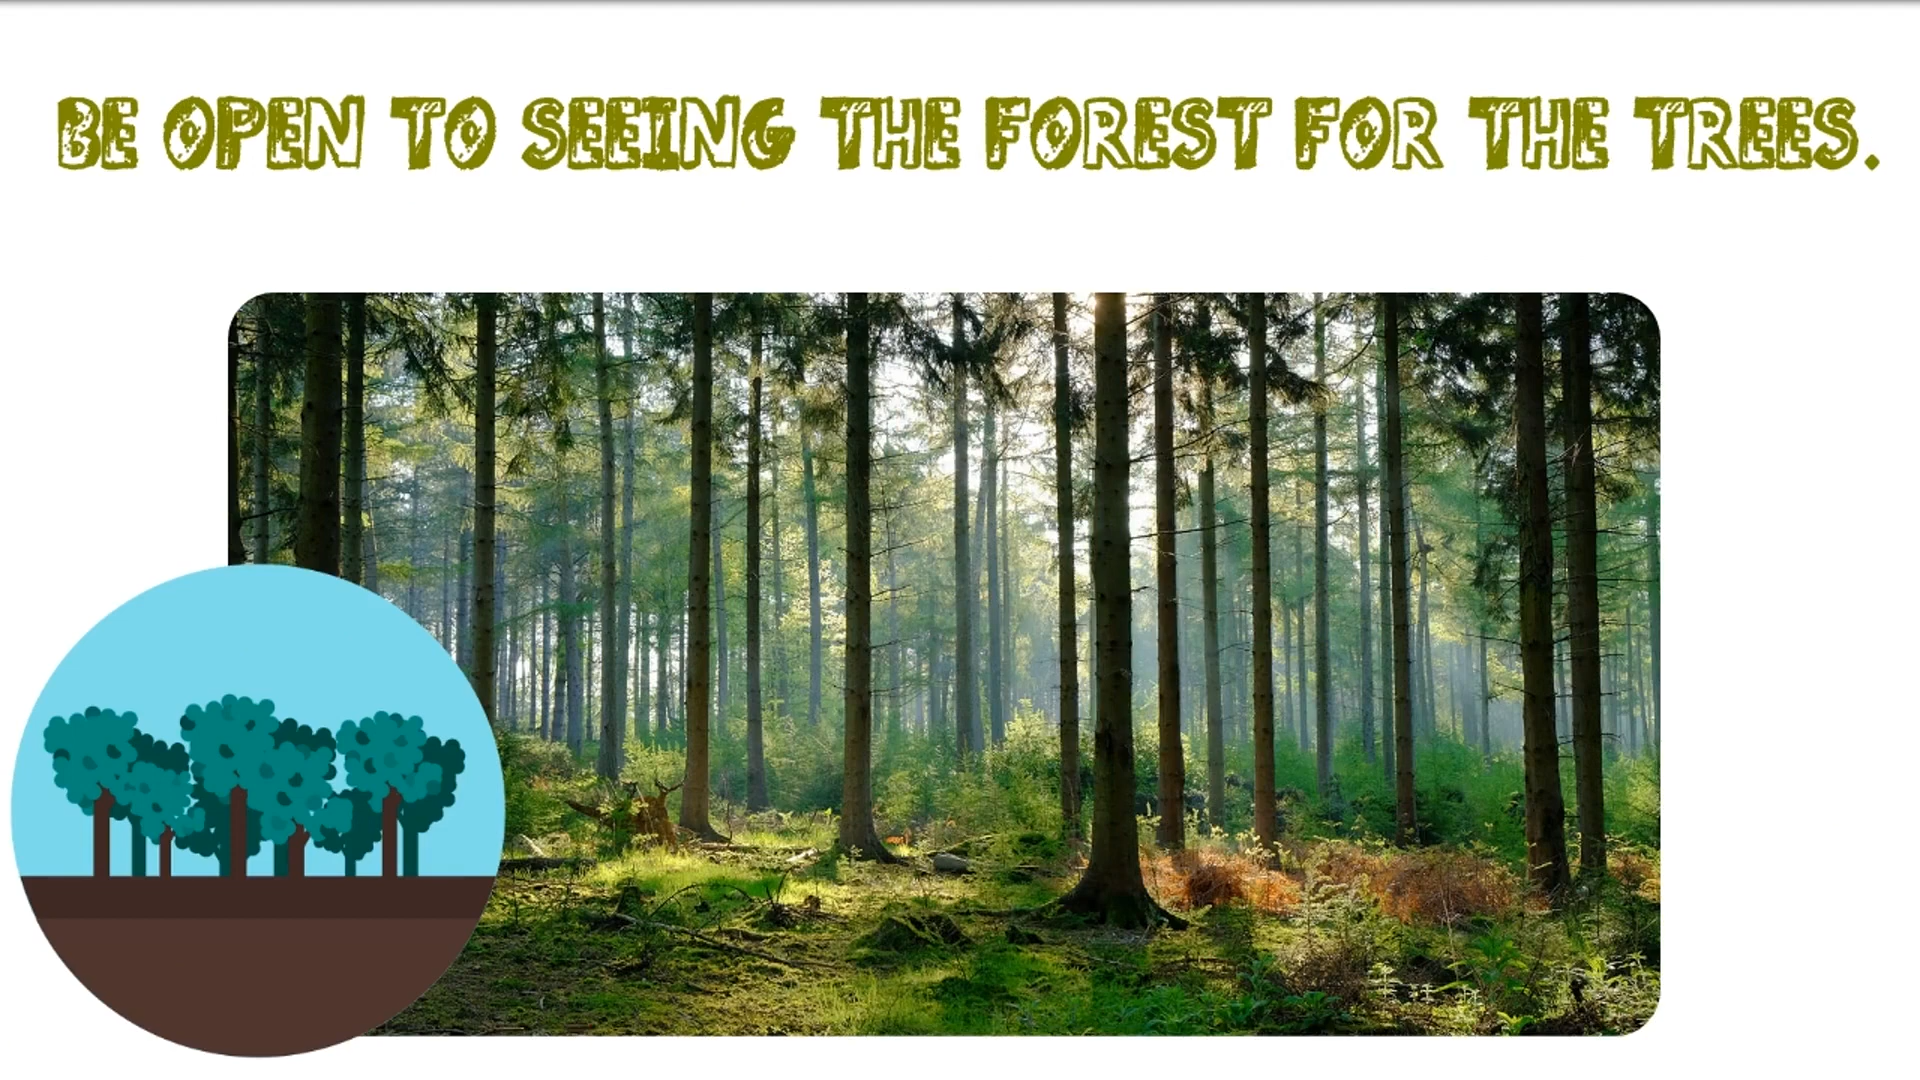 BE OPEN TO SEEING THE FOREST FOR THE TREES.